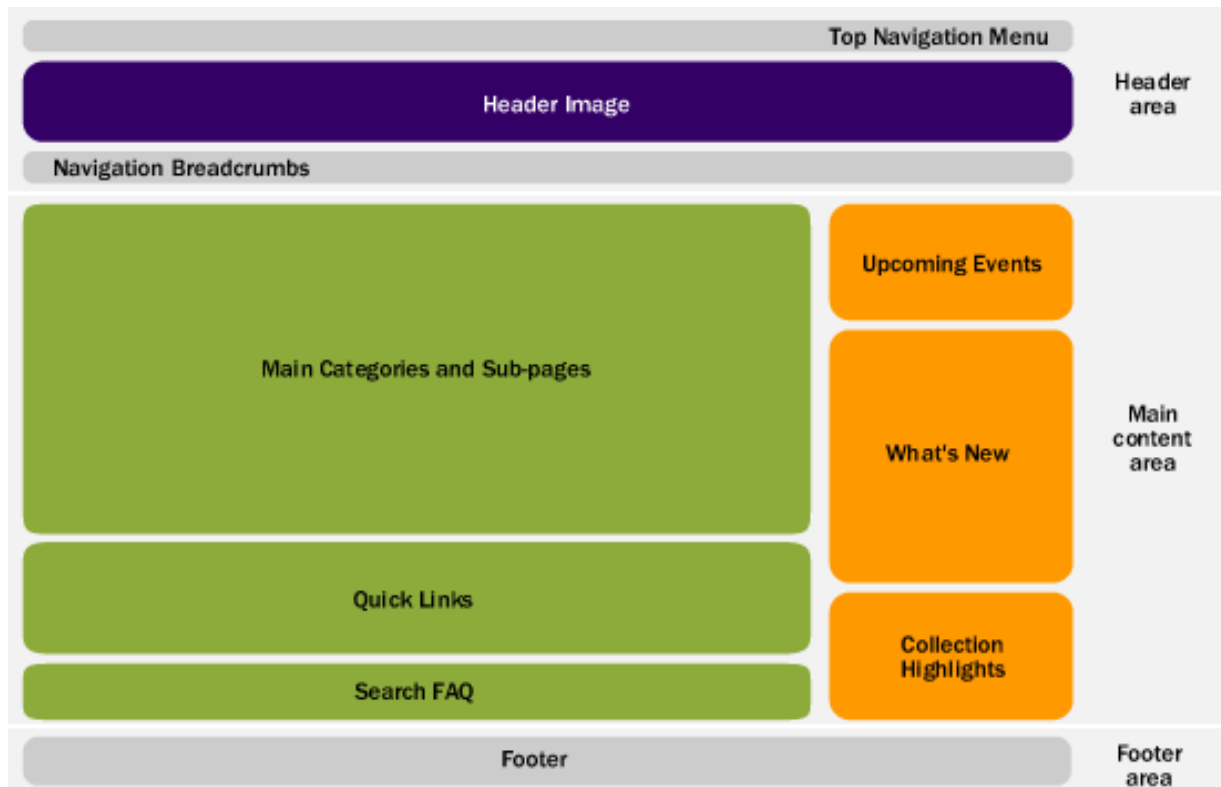 Top Navigation Menu
Header Image
Header
area
Navigation Breadcrumbs
Main Categories and Sub-pages
Upcoming Events
What's New
Main
content
area
Quick Links
Collection
Highlights
Search FAQ
Footer
Footer
area